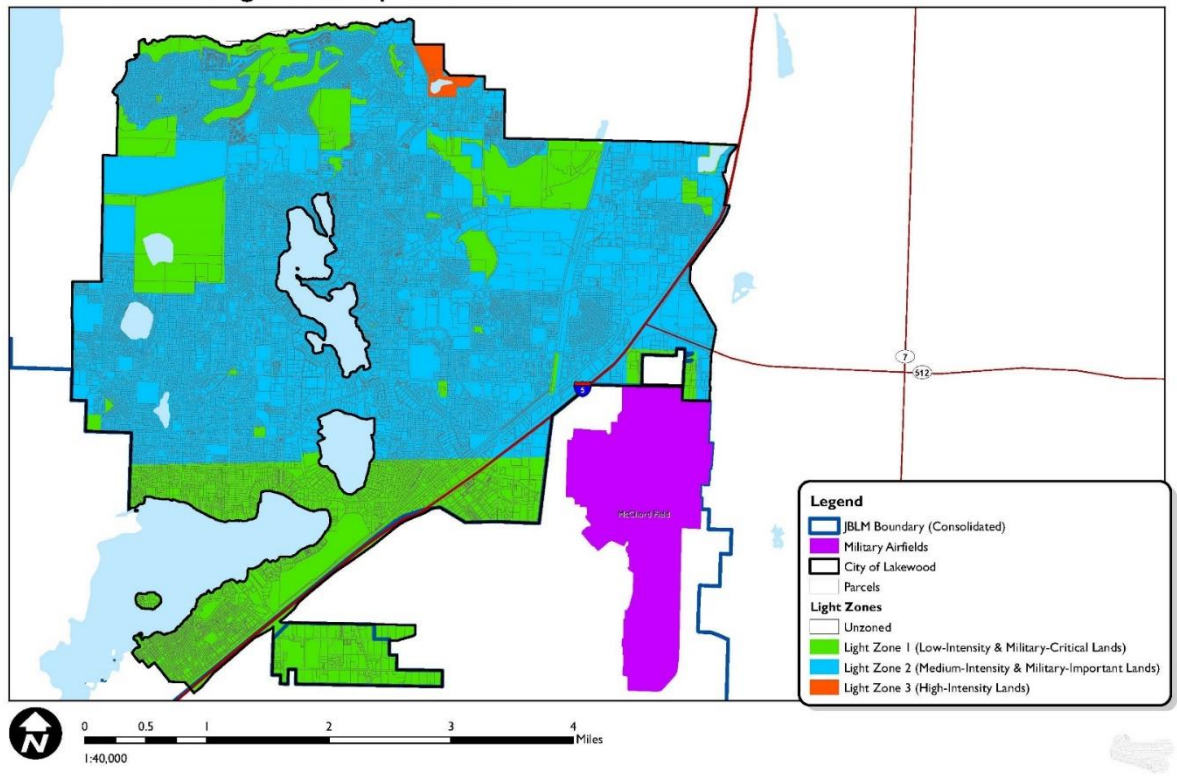 7
512
5
McChord Field
Legend
JBLM Boundary (Consolidated)
Military Airfields
City of Lakewood
Parcels
Light Zones
Unzoned
Light Zone 1 (Low-Intensity & Military-Critical Lands)
Light Zone 2 (Medium-Intensity & Military-Important Lands)
Light Zone 3 (High-Intensity Lands)
N
0 0.5 1 2 3 4
Miles
1:40,000